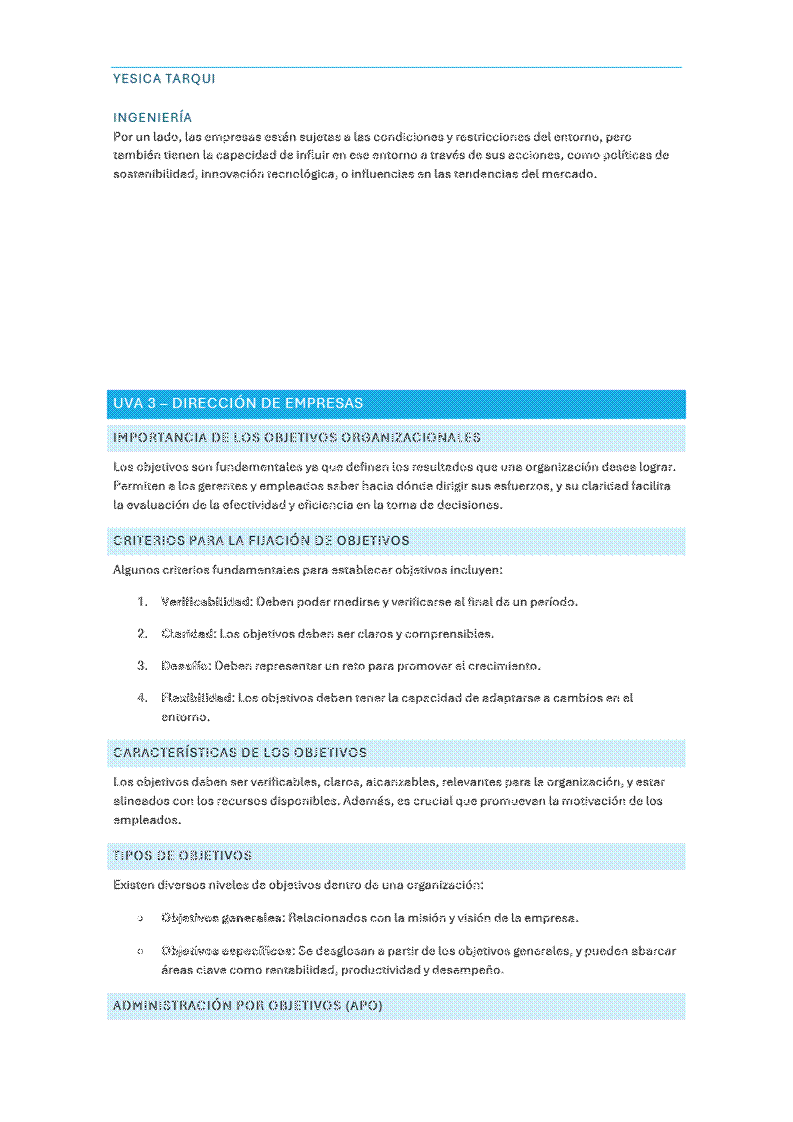 YESICA TARQUI
INGENIERÍA
Por un lado, las empresas están sujetas a las condiciones y restricciones del entorno, pero
también tienen la capacidad de influir en ese entorno a través de sus acciones, como políticas de
sostenibilidad, innovación tecnológica, o influencias en las tendencias del mercado.
UVA 3 – DIRECCIÓN DE EMPRESAS
IMPORTANCIA DE LOS OBJETIVOS ORGANIZACIONALES
Los objetivos son fundamentales ya que definen los resultados que una organización desea lograr.
Permiten a los gerentes y empleados saber hacia dónde dirigir sus esfuerzos, y su claridad facilita
la evaluación de la efectividad y eficiencia en la toma de decisiones.
CRITERIOS PARA LA FIJACIÓN DE OBJETIVOS
Algunos criterios fundamentales para establecer objetivos incluyen:
1. Verificabilidad: Deben poder medirse y verificarse al final de un período.
2. Claridad: Los objetivos deben ser claros y comprensibles.
3. Desafío: Deben representar un reto para promover el crecimiento.
4. Flexibilidad: Los objetivos deben tener la capacidad de adaptarse a cambios en el
entorno.
CARACTERÍSTICAS DE LOS OBJETIVOS
Los objetivos deben ser verificables, claros, alcanzables, relevantes para la organización, y estar
alineados con los recursos disponibles. Además, es crucial que promuevan la motivación de los
empleados.
TIPOS DE OBJETIVOS
Existen diversos niveles de objetivos dentro de una organización:
o Objetivos generales: Relacionados con la misión y visión de la empresa.
o Objetivos específicos: Se desglosan a partir de los objetivos generales, y pueden abarcar
áreas clave como rentabilidad, productividad y desempeño.
ADMINISTRACIÓN POR OBJETIVOS (APO)